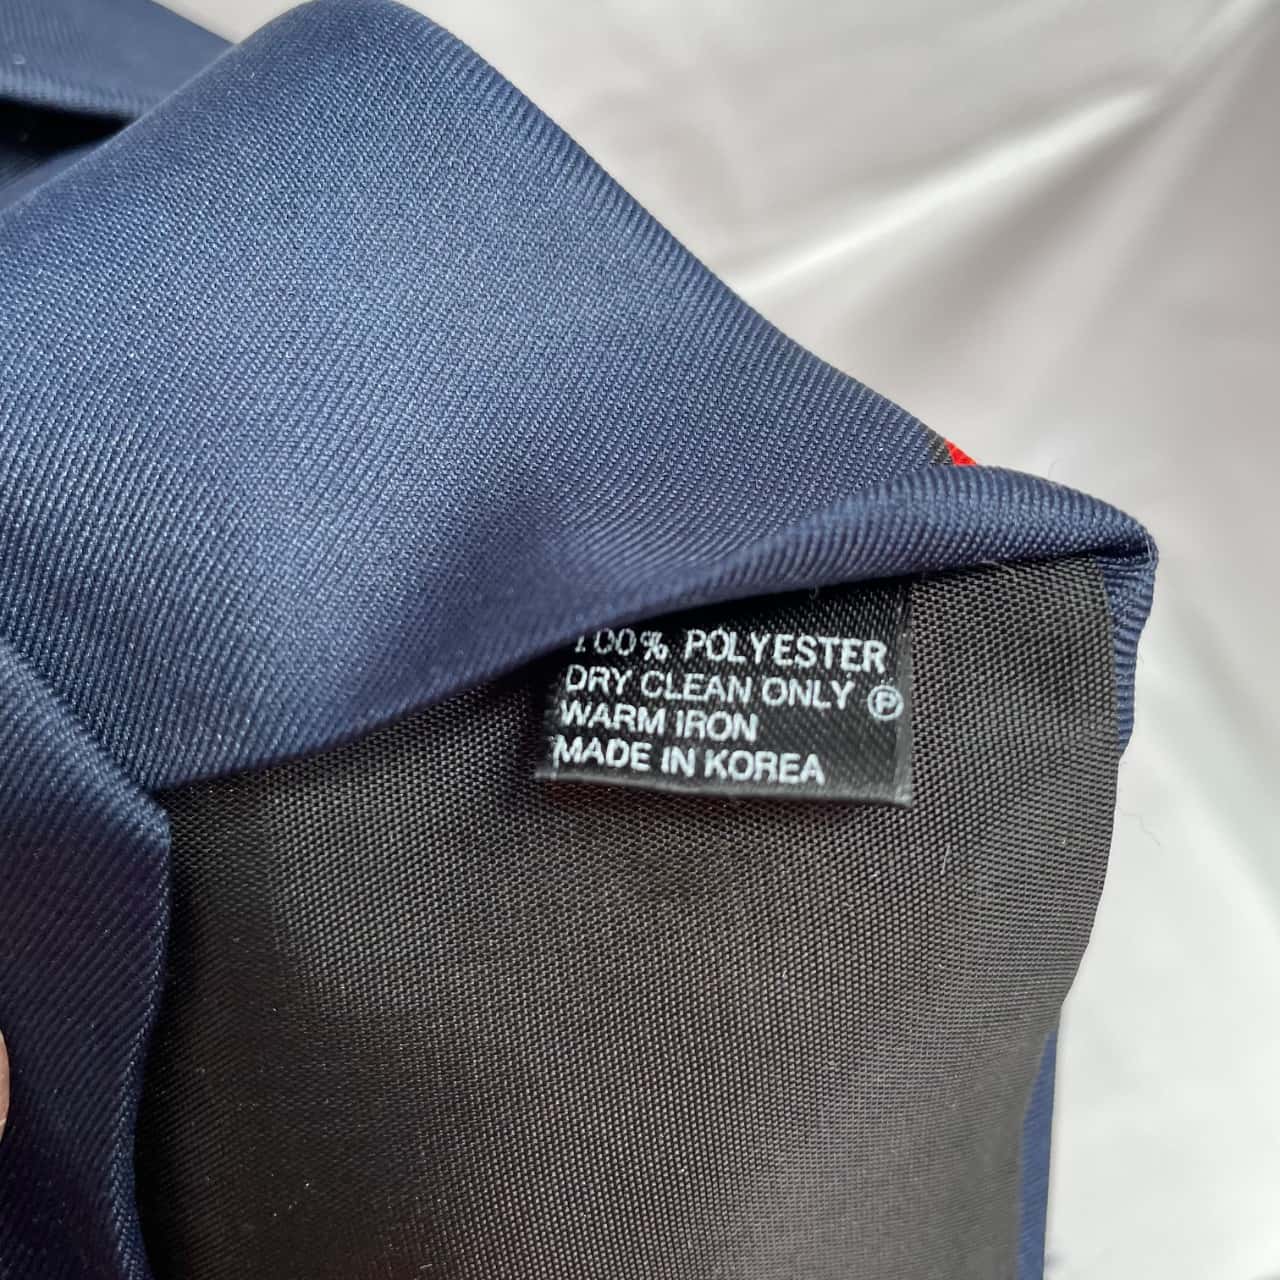 100% POLYESTER
DRY CLEAN ONLY Ⓟ
WARM IRON
MADE IN KOREA